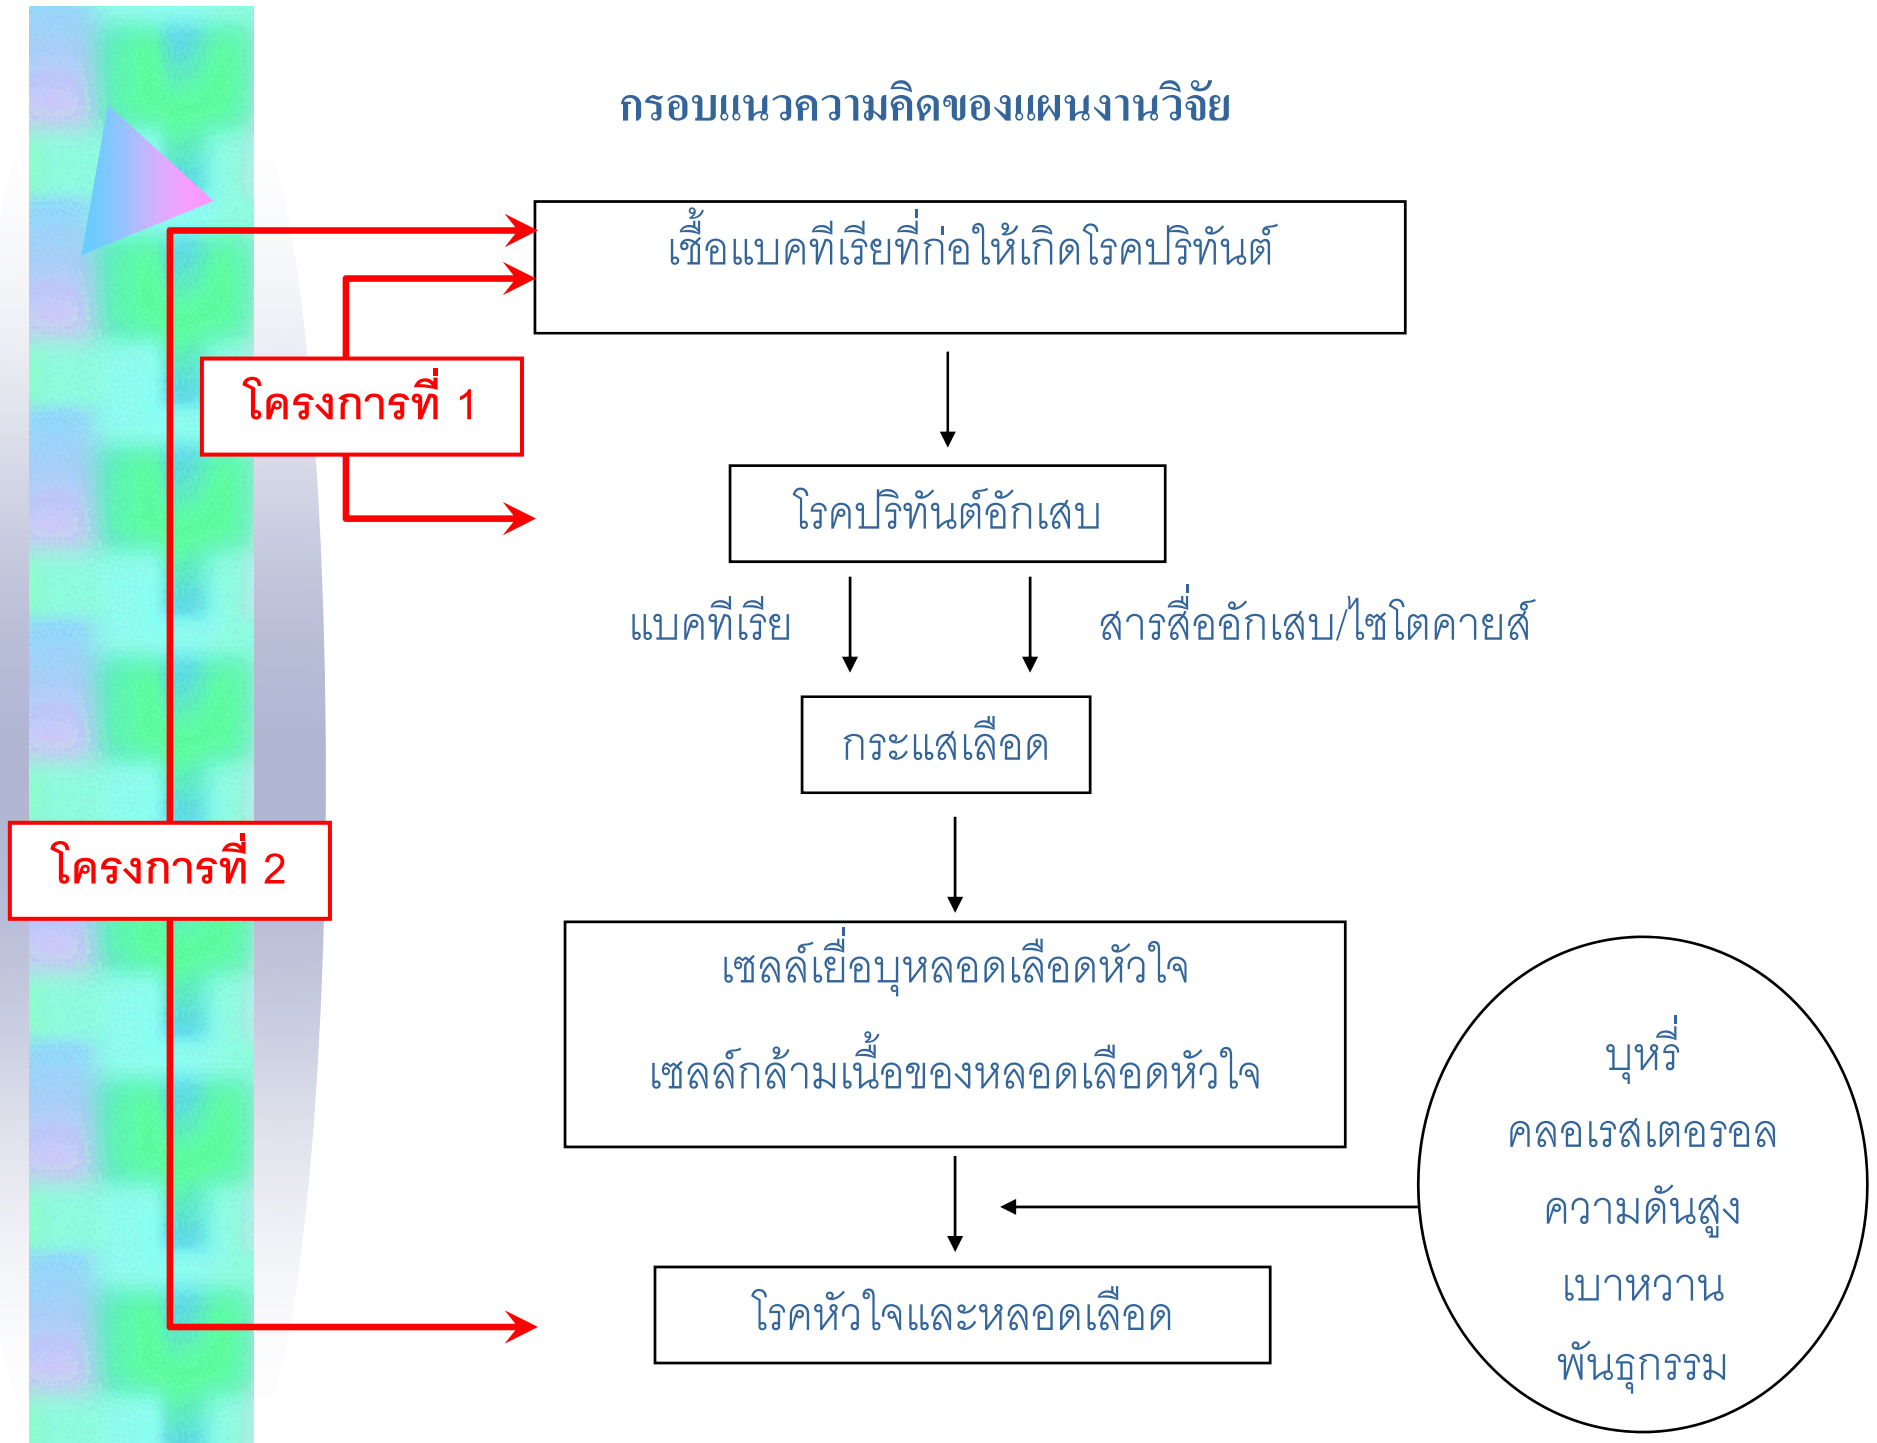 กรอบแนวความคิดของแผนงานวิจัย
เชื้อแบคทีเรียที่ก่อให้เกิดโรคปริทันต์
โครงการที่ 1
โรคปริทันต์อักเสบ
แบคทีเรีย
สารสื่ออักเสบ/ไซโตคายส์
กระแสเลือด
โครงการที่ 2
เซลล์เยื่อบุหลอดเลือดหัวใจ
เซลล์กล้ามเนื้อของหลอดเลือดหัวใจ
บุหรี่
คลอเรสเตอรอล
ความดันสูง
เบาหวาน
พันธุกรรม
โรคหัวใจและหลอดเลือด